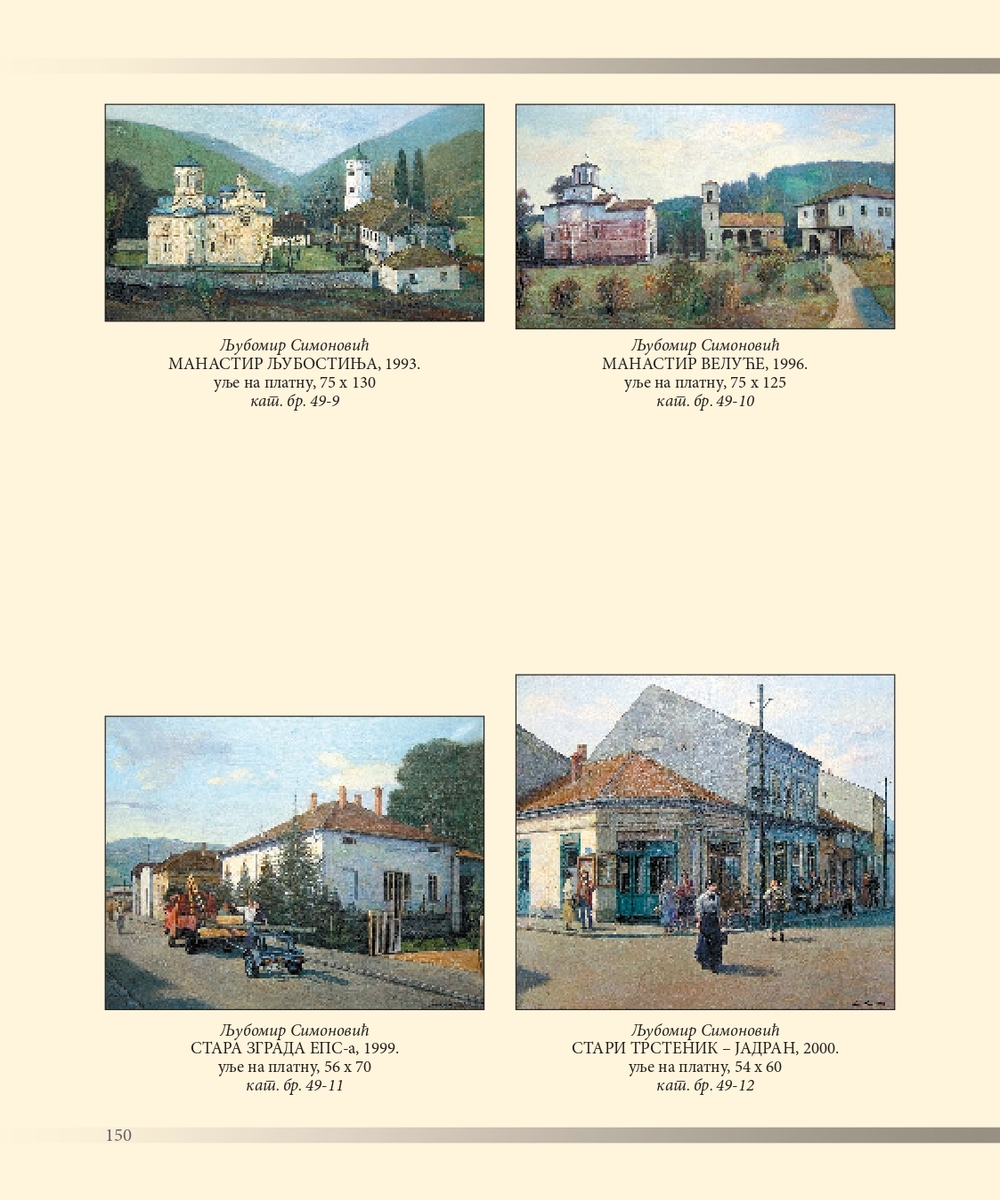 Љубомир Симоновић
МАНАСТИР ЉУБОСТИЊА, 1993.
уље на платну, 75 x 130
кат. бр. 49-9
Љубомир Симоновић
МАНАСТИР ВЕЛУЋЕ, 1996.
уље на платну, 75 x 125
кат. бр. 49-10
Љубомир Симоновић
СТАРА ЗГРАДА ЕПС-а, 1999.
уље на платну, 56 x 70
кат. бр. 49-11
Љубомир Симоновић
СТАРИ ТРСТЕНИК – ЈАДРАН, 2000.
уље на платну, 54 x 60
кат. бр. 49-12
150